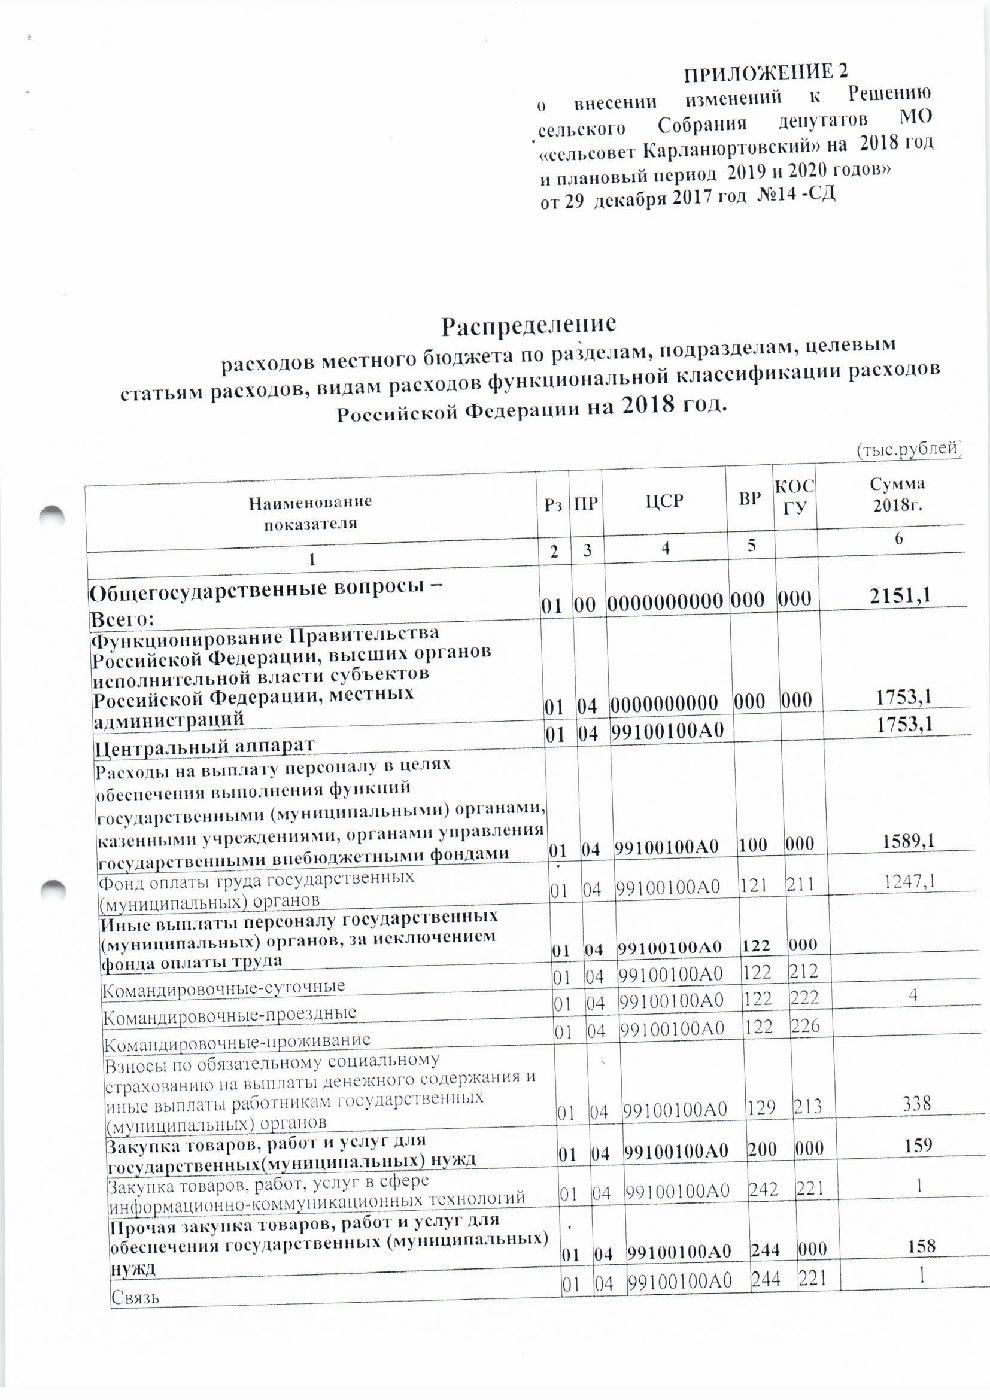 ПРИЛОЖЕНИЕ 2
о внесении изменений к Решению
сельского Собрания депутатов МО
«сельсовет Карланюртовский» на 2018 год
и плановый период 2019 и 2020 годов»
от 29 декабря 2017 год №14 -СД
Распределение
расходов местного бюджета по разделам, подразделам, целевым
статьям расходов, видам расходов функциональной классификации расходов
Российской Федерации на 2018 год.
(тыс.рублей)
Наименование показателя Рз ПР ЦСР ВР КОС ГУ Сумма 2018г.
1 2 3 4 5 6
Общегосударственные вопросы –
Всего: 01 00 0000000000 000 000 2151,1
Функционирование Правительства
Российской Федерации, высших органов
исполнительной власти субъектов
Российской Федерации, местных
администраций 01 04 0000000000 000 000 1753,1
Центральный аппарат 01 04 99100100А0 1753,1
Расходы на выплату персоналу в целях
обеспечения выполнения функций
государственными (муниципальными) органами,
казенными учреждениями, органами управления
государственными внебюджетными фондами 01 04 99100100А0 100 000 1589,1
Фонд оплаты труда государственных
(муниципальных) органов 01 04 99100100А0 121 211 1247,1
Иные выплаты персоналу государственных
(муниципальных) органов, за исключением
фонда оплаты труда 01 04 99100100А0 122 000
Командировочные-суточные 01 04 99100100А0 122 212
Командировочные-проездные 01 04 99100100А0 122 222 4
Командировочные-проживание 01 04 99100100А0 122 226
Взносы по обязательному социальному
страхованию на выплаты денежного содержания и
иные выплаты работникам государственных
(муниципальных) органов 01 04 99100100А0 129 213 338
Закупка товаров, работ и услуг для
государственных(муниципальных) нужд 01 04 99100100А0 200 000 159
Закупка товаров, работ, услуг в сфере
информационно-коммуникационных технологий 01 04 99100100А0 242 221 1
Прочая закупка товаров, работ и услуг для
обеспечения государственных (муниципальных)
нужд 01 04 99100100А0 244 000 158
Связь 01 04 99100100А0 244 221 1